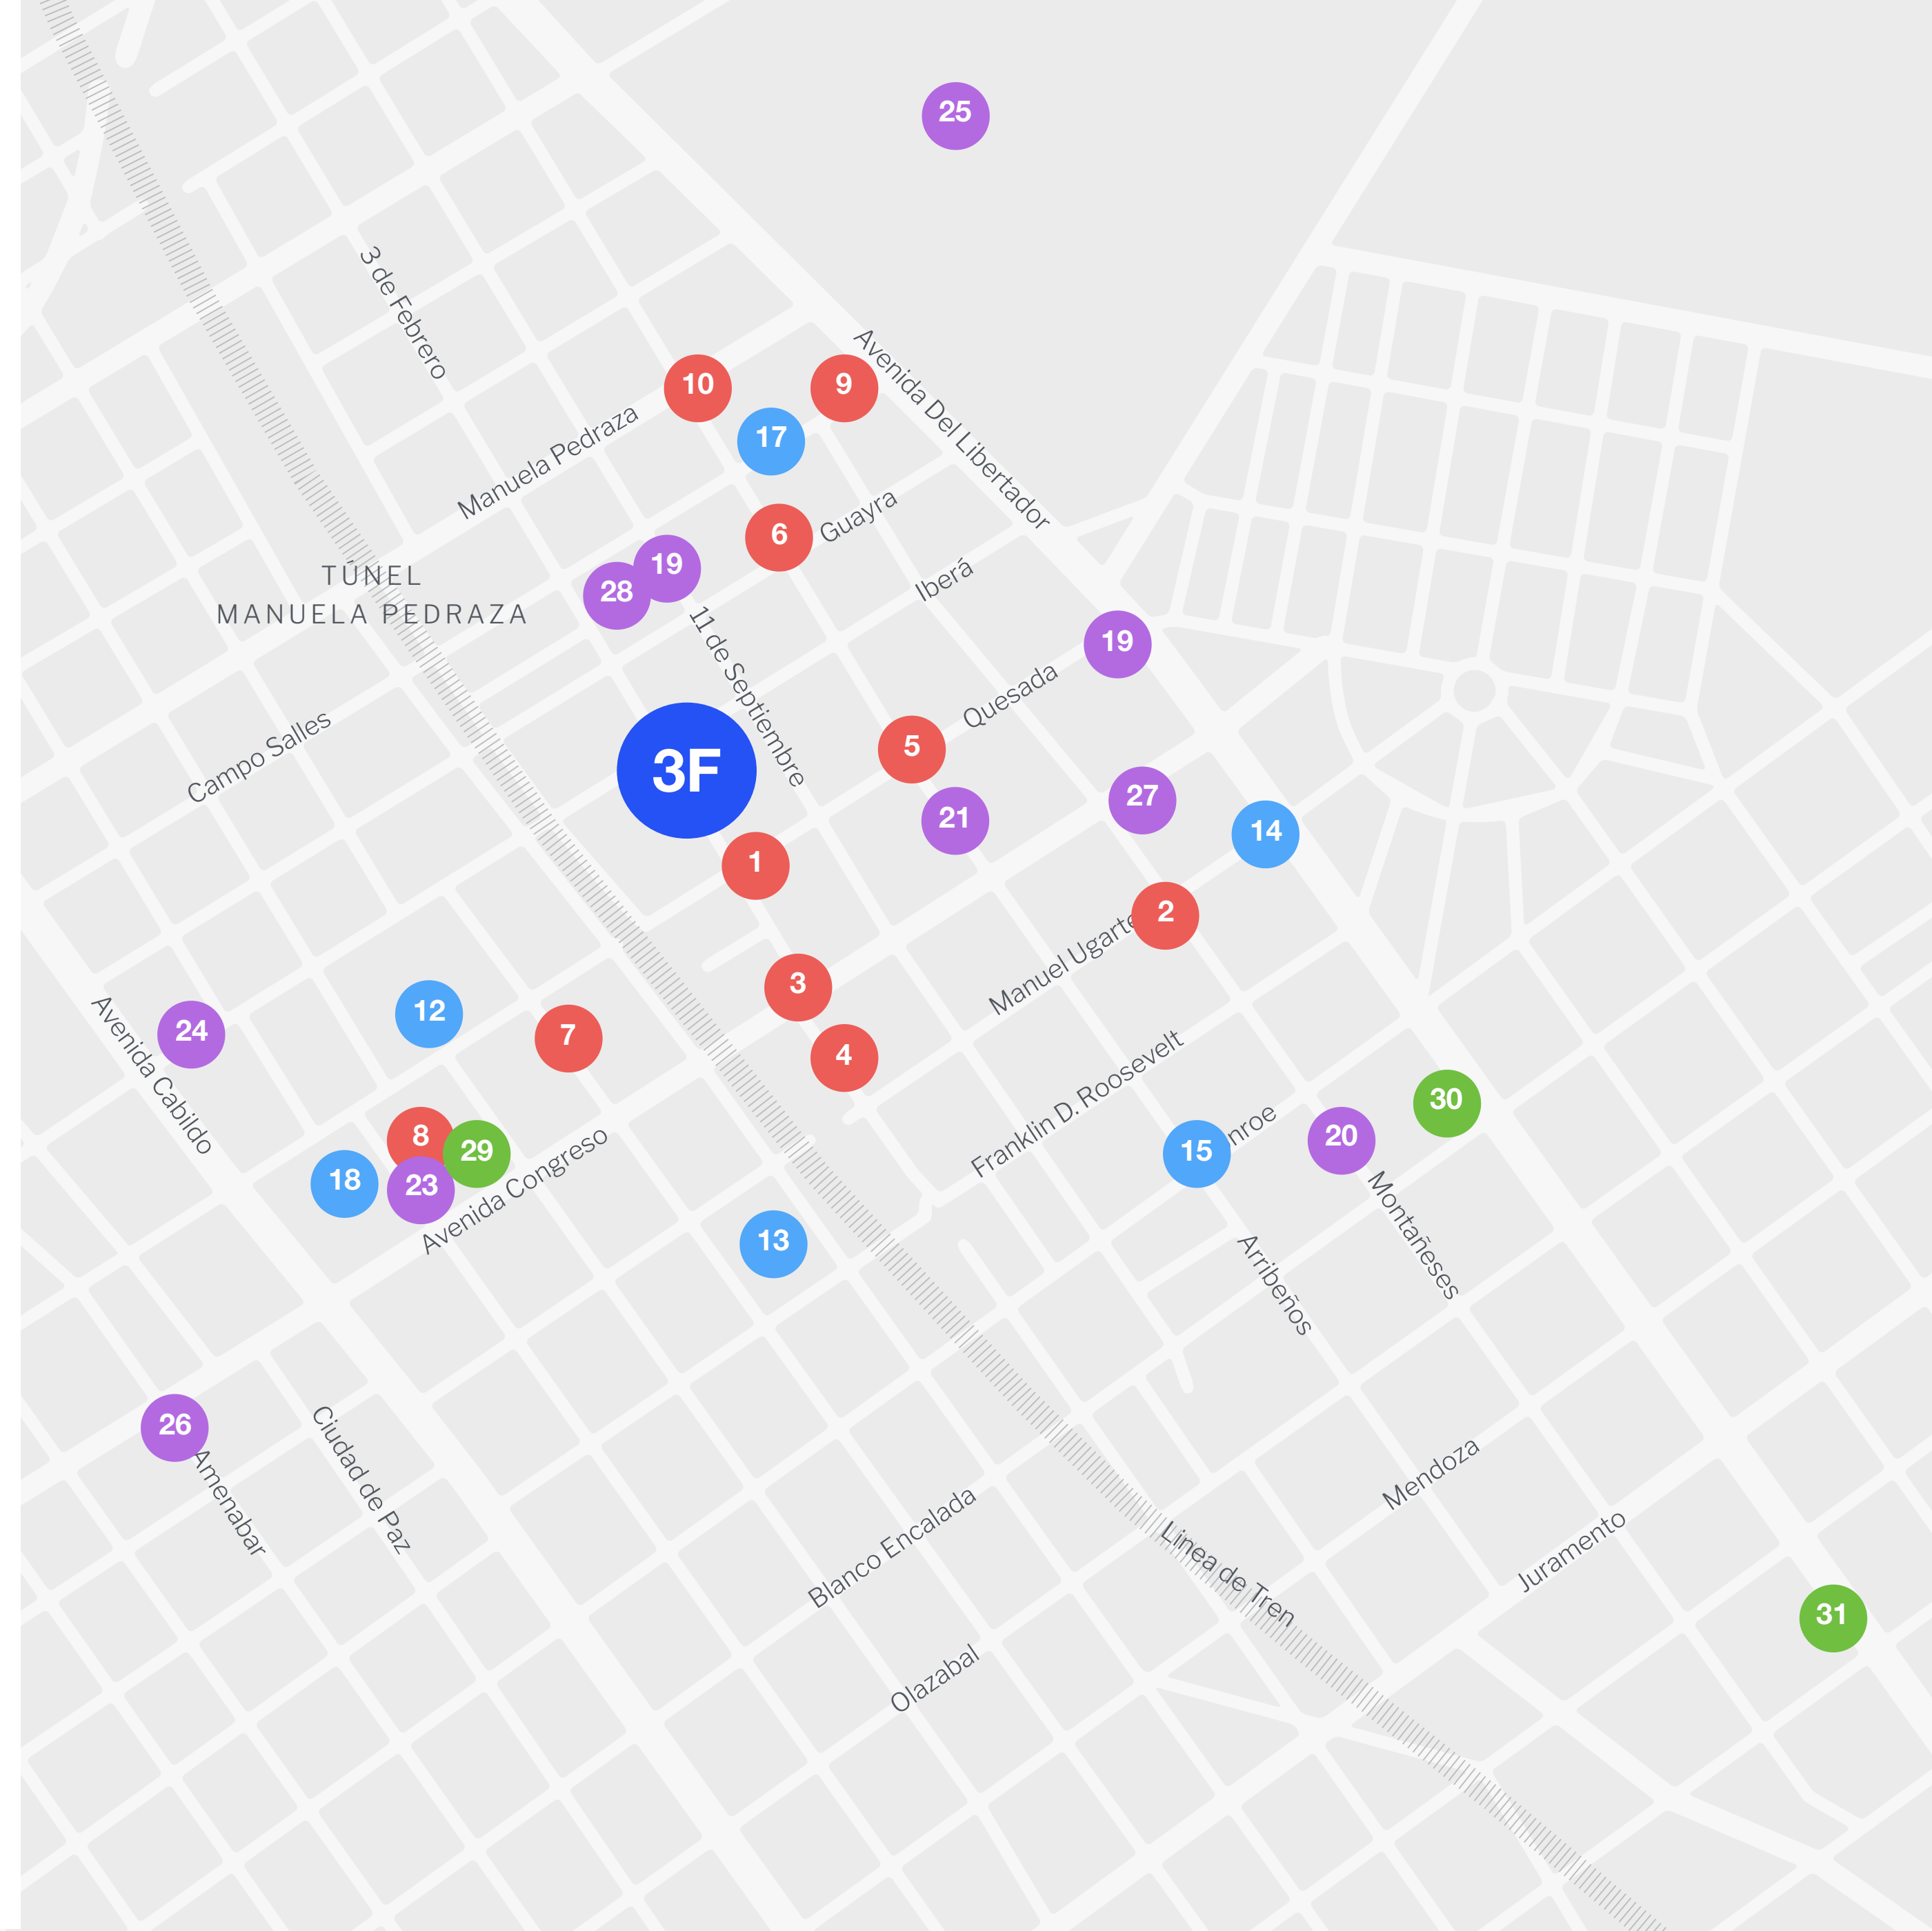 25
3 de Febrero
Avenida Del Libertador
10
9
17
Manuela Pedraza
6
Guayra
19
28
TÚNEL
MANUELA PEDRAZA
Iberá
11 de Septiembre
19
Quesada
Campo Salles
3F
5
27
21
14
1
2
Manuel Ugarte
3
12
24
7
4
Avenida Cabildo
Franklin D. Roosevelt
30
nroe
20
8
29
15
18
23
Avenida Congreso
Montañeses
13
Arribeños
26
Amenabar
Ciudad de Paz
Mendoza
Blanco Encalada
Juramento
Linea de Tren
31
Olazabal